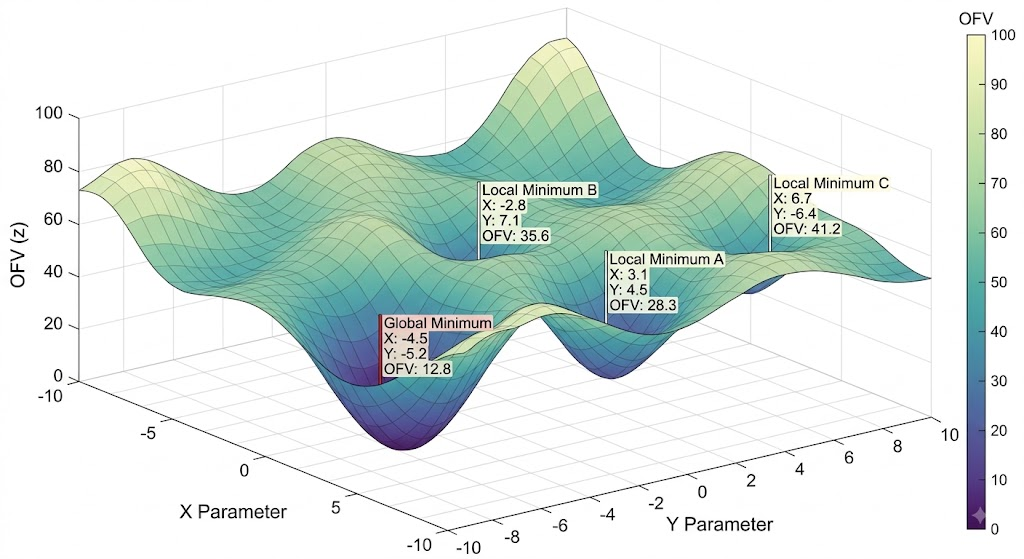 OFV
100
90
80
70
60
50
40
30
20
10
0
100
80
60
40
20
0
OFV (z)
Local Minimum B
X: -2.8
Y: 7.1
OFV: 35.6
Local Minimum C
X: 6.7
Y: -6.4
OFV: 41.2
Local Minimum A
X: 3.1
Y: 4.5
OFV: 28.3
Global Minimum
X: -4.5
Y: -5.2
OFV: 12.8
-10
-5
0
5
-10
X Parameter
-10
-8
-6
-4
-2
0
2
4
6
8
10
Y Parameter